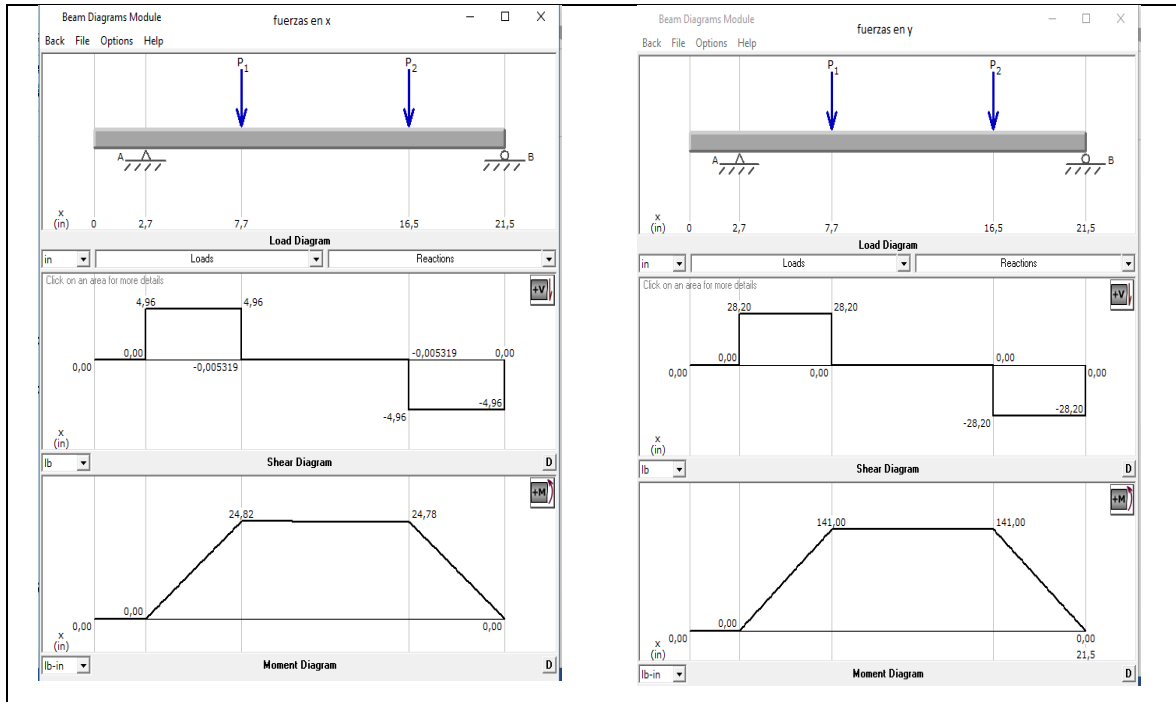 Beam Diagrams Module
fuerzas en x
Back File Options Help
P1 P2
A B
x
(in) 0 2,7 7,7 16,5 21,5
Load Diagram
in Loads Reactions
Click on an area for more details
+V
4,96 4,96
0,00 -0,005319 0,00
0,00 -0,005319
-4,96
-4,96
x
(in)
lb Shear Diagram D
+M
24,82 24,78
0,00
0,00 0,00
x
(in)
lb-in Moment Diagram D
Beam Diagrams Module
fuerzas en y
Back File Options Help
P1 P2
A B
x
(in) 0 2,7 7,7 16,5 21,5
Load Diagram
in Loads Reactions
Click on an area for more details
+V
28,20 28,20
0,00 0,00
0,00 0,00 0,00
-28,20
-28,20
x
(in)
lb Shear Diagram D
+M
141,00 141,00
0,00
0,00 0,00
x
(in) 21,5
lb-in Moment Diagram D